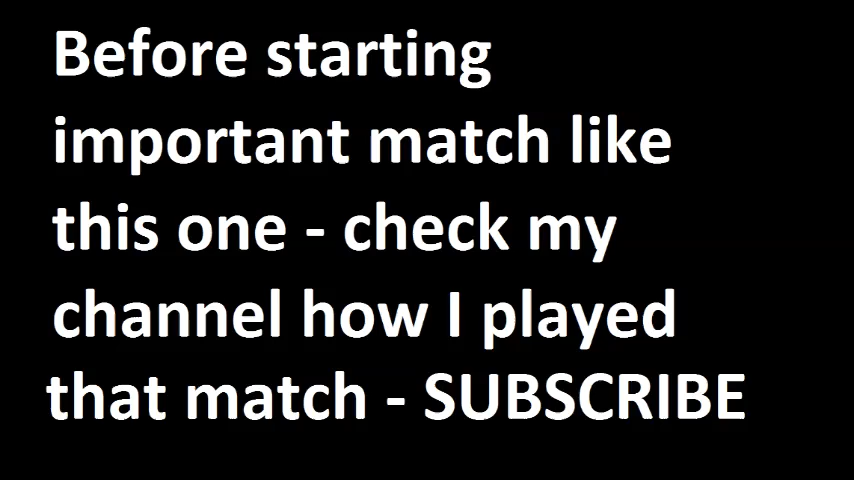 Before starting
important match like
this one - check my
channel how I played
that match - SUBSCRIBE